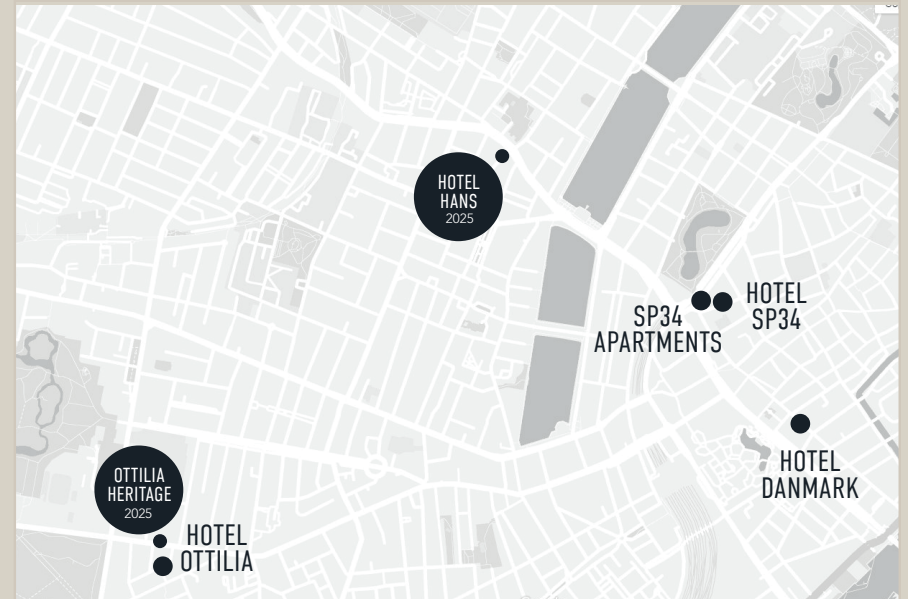 HOTEL
HANS
2025
SP34
APARTMENTS
HOTEL
SP34
HOTEL
DANMARK
OTTILIA
HERITAGE
2025
HOTEL
OTTILIA